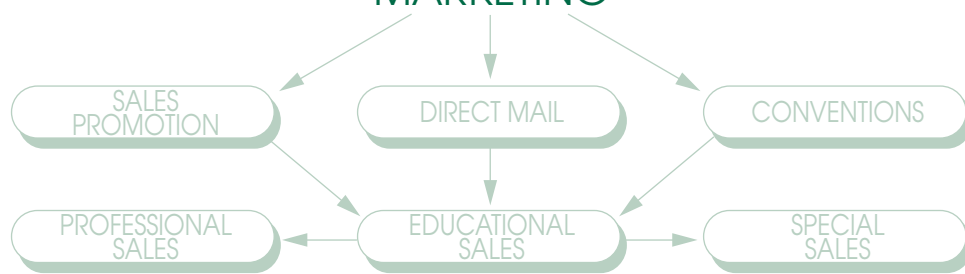 MARKETING
SALES
PROMOTION
DIRECT MAIL
CONVENTIONS
PROFESSIONAL
SALES
EDUCATIONAL
SALES
SPECIAL
SALES